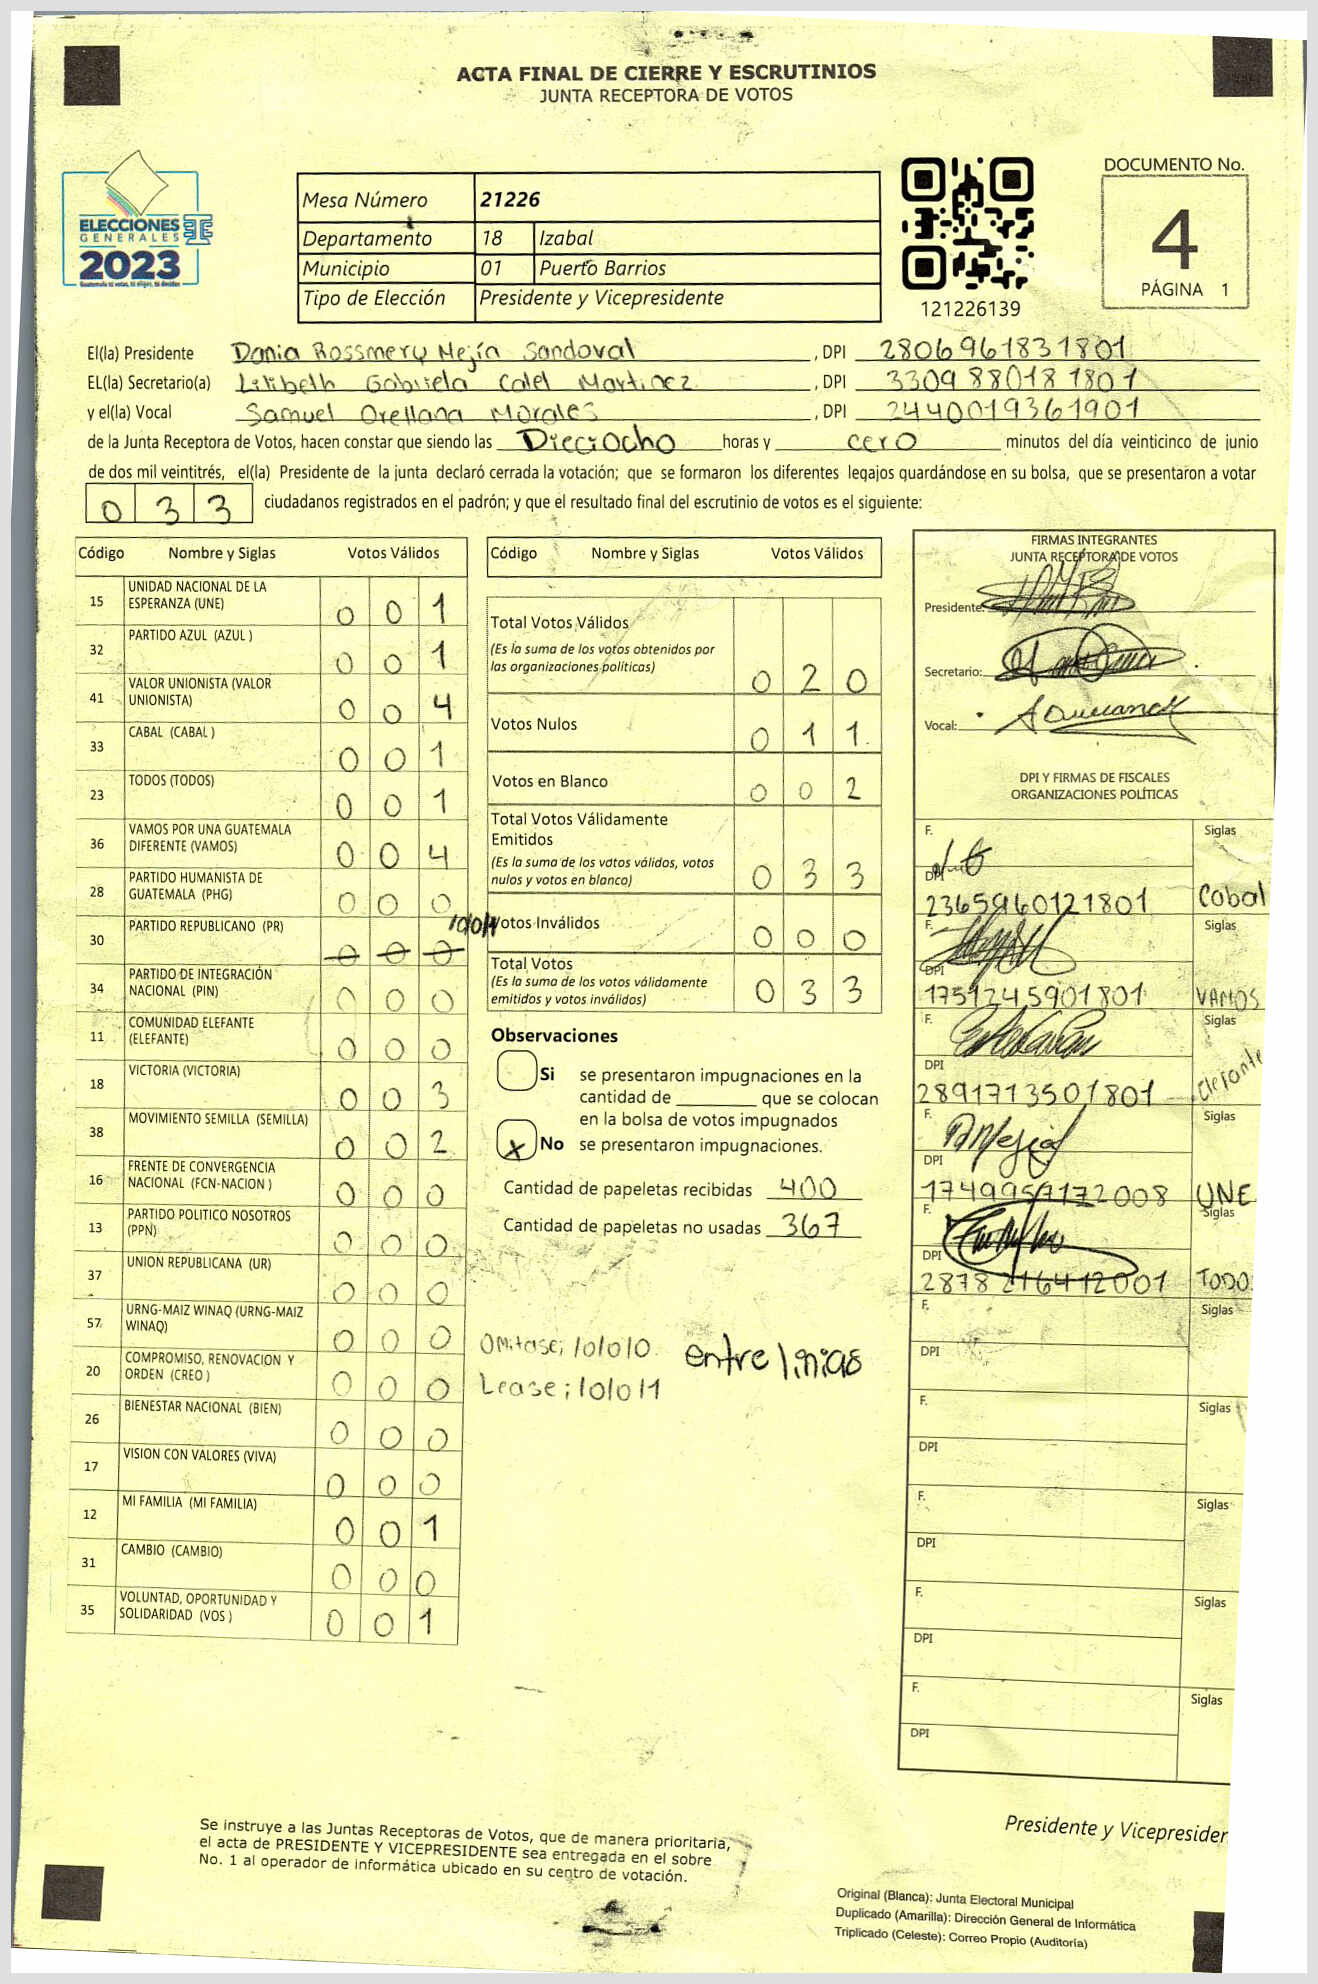 ACTA FINAL DE CIERRE Y ESCRUTINIOS
JUNTA RECEPTORA DE VOTOS
ELECCIONES
GENERALES
2023
Mesa Número 21226
Departamento 18 Izabal
Municipio 01 Puerto Barrios
Tipo de Elección Presidente y Vicepresidente
121226139
DOCUMENTO No.
4
PÁGINA 1
El(la) Presidente Dania Rossmery Mejía Sandoval , DPI 2806961831801
EL(la) Secretario(a) Lilibeth Gabriela Calel Martinez , DPI 3309880181801
y el(la) Vocal Samuel Orellana Morales , DPI 2440019361901
de la Junta Receptora de Votos, hacen constar que siendo las Dieciocho horas y cero minutos del día veinticinco de junio
de dos mil veintitrés, el(la) Presidente de la junta declaró cerrada la votación; que se formaron los diferentes legajos quardándose en su bolsa, que se presentaron a votar
0 3 3 ciudadanos registrados en el padrón; y que el resultado final del escrutinio de votos es el siguiente:
Código Nombre y Siglas Votos Válidos
15 UNIDAD NACIONAL DE LA
ESPERANZA (UNE) 0 0 1
32 PARTIDO AZUL (AZUL ) 0 0 1
41 VALOR UNIONISTA (VALOR
UNIONISTA) 0 0 4
33 CABAL (CABAL ) 0 0 1
23 TODOS (TODOS) 0 0 1
36 VAMOS POR UNA GUATEMALA
DIFERENTE (VAMOS) 0 0 4
28 PARTIDO HUMANISTA DE
GUATEMALA (PHG) 0 0 0
30 PARTIDO REPUBLICANO (PR) 0 0 0 /0/0/1
34 PARTIDO DE INTEGRACIÓN
NACIONAL (PIN) 0 0 0
11 COMUNIDAD ELEFANTE
(ELEFANTE) 0 0 0
18 VICTORIA (VICTORIA) 0 0 3
38 MOVIMIENTO SEMILLA (SEMILLA) 0 0 2
16 FRENTE DE CONVERGENCIA
NACIONAL (FCN-NACION ) 0 0 0
13 PARTIDO POLITICO NOSOTROS
(PPN) 0 0 0
37 UNION REPUBLICANA (UR) 0 0 0
57 URNG-MAIZ WINAQ (URNG-MAIZ
WINAQ) 0 0 0
20 COMPROMISO, RENOVACION Y
ORDEN (CREO ) 0 0 0
26 BIENESTAR NACIONAL (BIEN) 0 0 0
17 VISION CON VALORES (VIVA) 0 0 0
12 MI FAMILIA (MI FAMILIA) 0 0 1
31 CAMBIO (CAMBIO) 0 0 0
35 VOLUNTAD, OPORTUNIDAD Y
SOLIDARIDAD (VOS ) 0 0 1
Código Nombre y Siglas Votos Válidos
Total Votos Válidos
(Es la suma de los votos obtenidos por
las organizaciones políticas) 0 2 0
Votos Nulos 0 1 1
Votos en Blanco 0 0 2
Total Votos Válidamente
Emitidos
(Es la suma de los votos válidos, votos
nulos y votos en blanco) 0 3 3
Votos Inválidos 0 0 0
Total Votos
(Es la suma de los votos válidamente
emitidos y votos inválidos) 0 3 3
Observaciones
Si se presentaron impugnaciones en la
cantidad de que se colocan
en la bolsa de votos impugnados
x No se presentaron impugnaciones.
Cantidad de papeletas recibidas 400
Cantidad de papeletas no usadas 367
Omitase; /0/0/0 entre linias
Lease; /0/0/1
FIRMAS INTEGRANTES
JUNTA RECEPTORA DE VOTOS
Presidente:
Secretario:
Vocal:
DPI Y FIRMAS DE FISCALES
ORGANIZACIONES POLÍTICAS
F. Siglas
DPI 2365960121801 Cabal
F. Siglas
DPI 1751245901801 VAMOS
F. Siglas
DPI 2891713501801 elefante
F. Siglas
DPI 1749957172008 UNE
F. Siglas
DPI 2878216412001 TODO
F. Siglas
DPI
F. Siglas
DPI
F. Siglas
DPI
F. Siglas
DPI
F. Siglas
DPI
Se instruye a las Juntas Receptoras de Votos, que de manera prioritaria,
el acta de PRESIDENTE Y VICEPRESIDENTE sea entregada en el sobre
No. 1 al operador de informática ubicado en su centro de votación.
Presidente y Vicepresider
Original (Blanca): Junta Electoral Municipal
Duplicado (Amarilla): Dirección General de Informática
Triplicado (Celeste): Correo Propio (Auditoría)